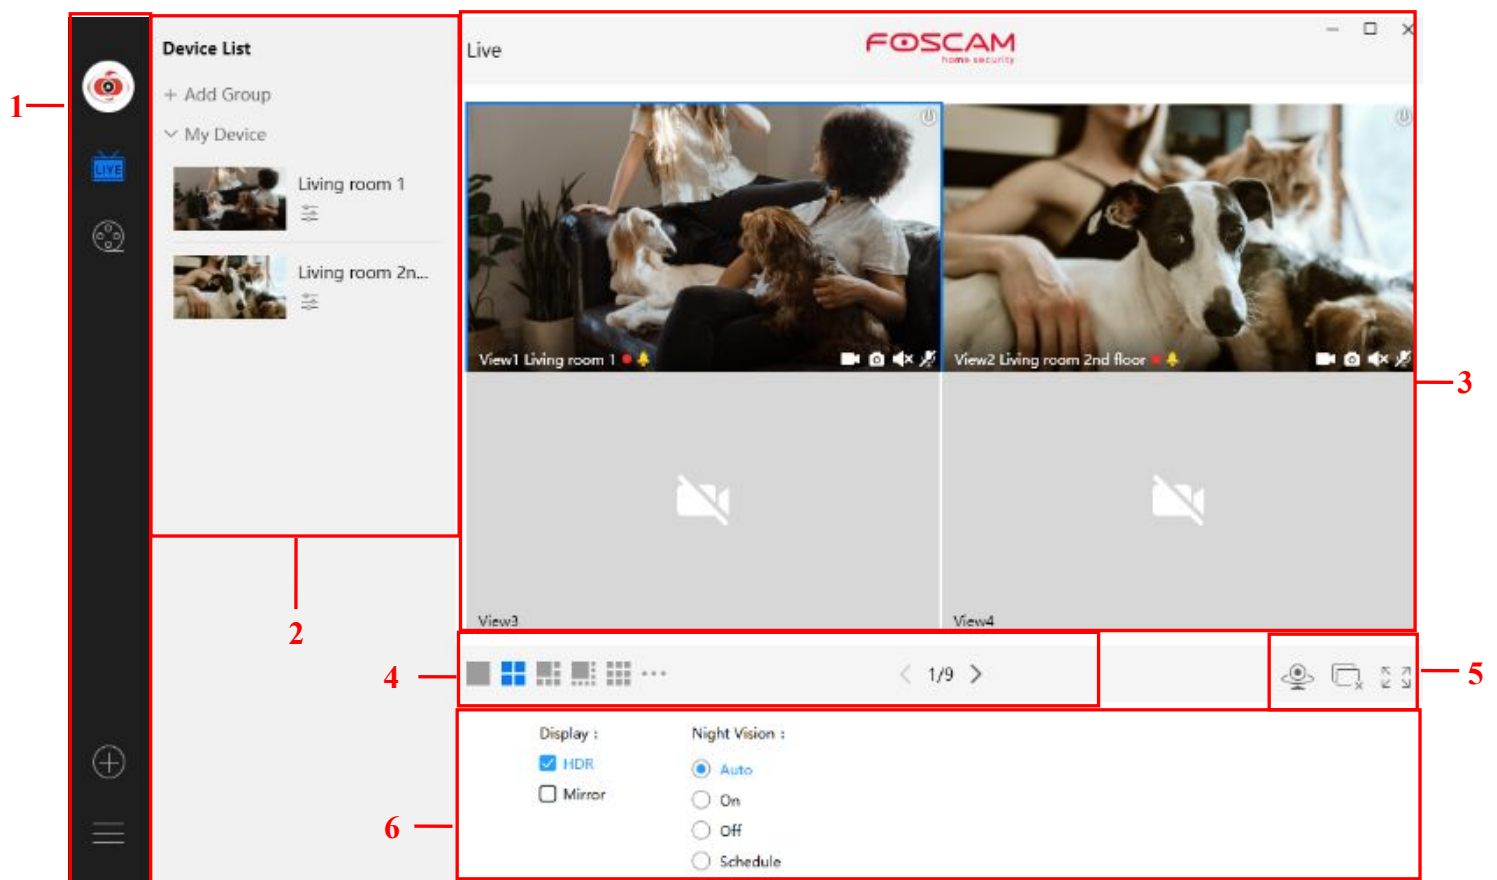 1
LIVE
Device List
+ Add Group
My Device
Living room 1
Living room 2n...
2
Live
FOSCAM
home security
View1 Living room 1
View2 Living room 2nd floor
View3
View4
3
4
1/9
5
6
Display :
HDR
Mirror
Night Vision :
Auto
On
Off
Schedule